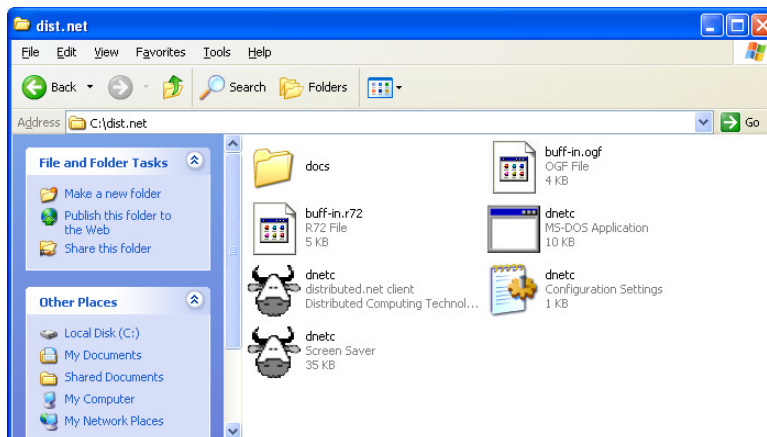 dist.net
File Edit View Favorites Tools Help
Back Search Folders
Address C:\dist.net Go
File and Folder Tasks
Make a new folder
Publish this folder to
the Web
Share this folder
Other Places
Local Disk (C:)
My Documents
Shared Documents
My Computer
My Network Places
docs
buff-in.ogf
OGF File
4 KB
buff-in.r72
R72 File
5 KB
dnetc
MS-DOS Application
10 KB
dnetc
distributed.net client
Distributed Computing Technol...
dnetc
Configuration Settings
1 KB
dnetc
Screen Saver
35 KB